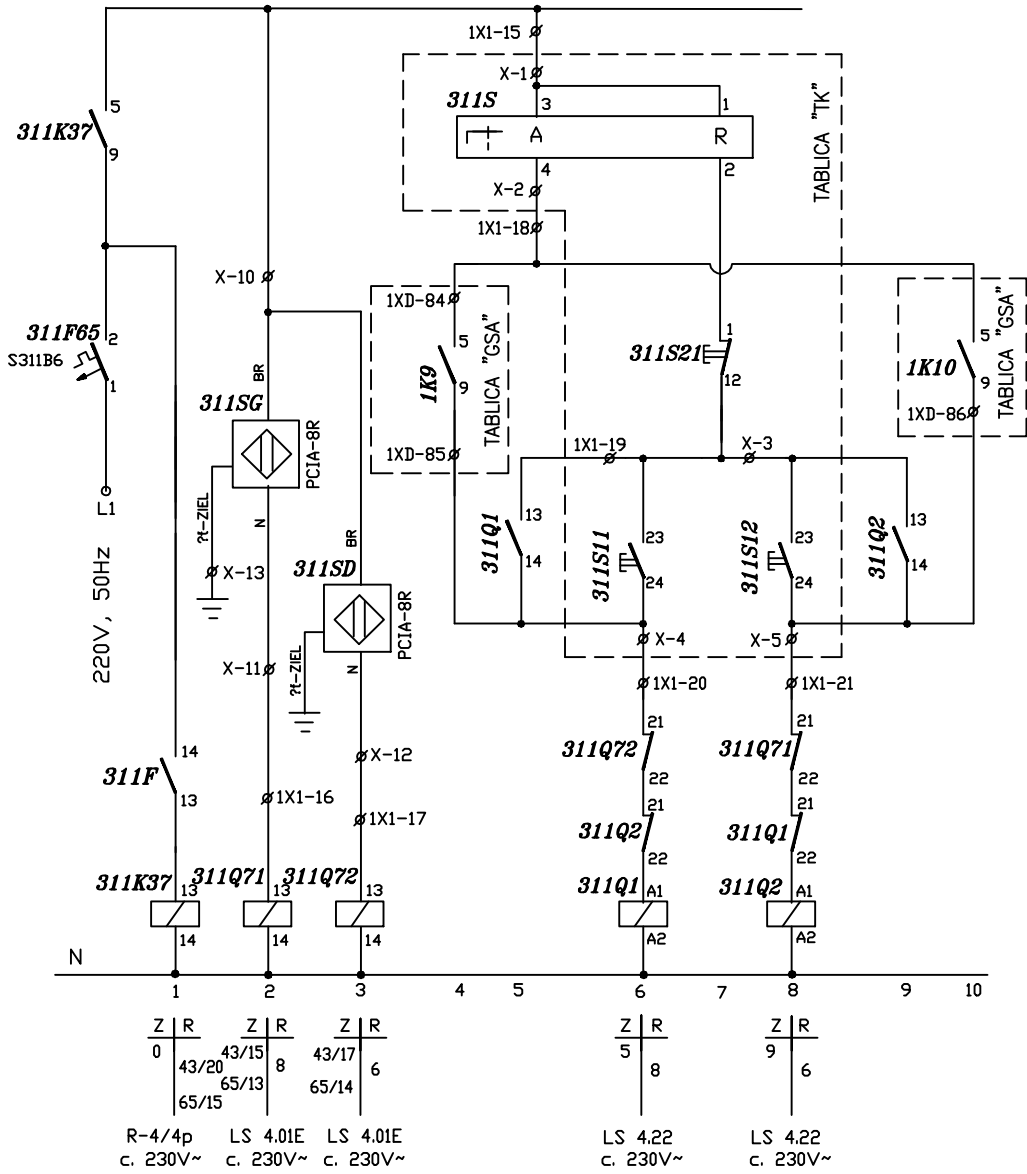 1X1-15
X-1
311S
3
1
A
R
4
2
TABLICA "TK"
5
311K37
9
X-2
1X1-18
X-10
1XD-84
311F65
2
S311B6
1
L1
220V, 50Hz
BR
311SG
PCIA-8R
N
?t-ZIEL
X-13
5
1K9
9
TABLICA "GSA"
1XD-85
1
311S21
12
5
1K10
9
TABLICA "GSA"
1XD-86
1X1-19
X-3
BR
311SD
PCIA-8R
N
?t-ZIEL
13
311Q1
14
23
311S11
24
23
311S12
24
13
311Q2
14
X-4
X-5
X-11
1X1-20
1X1-21
14
311F
13
X-12
1X1-16
1X1-17
21
311Q72
22
21
311Q71
22
21
311Q2
22
21
311Q1
22
311K37
13
14
311Q71
13
14
311Q72
13
14
311Q1
A1
A2
311Q2
A1
A2
N
1 2 3 4 5 6 7 8 9 10
Z R
0
43/20
65/15
Z R
43/15
8
65/13
Z R
43/17
6
65/14
Z R
5
8
Z R
9
6
R-4/4p
c. 230V~
LS 4.01E
c. 230V~
LS 4.01E
c. 230V~
LS 4.22
c. 230V~
LS 4.22
c. 230V~